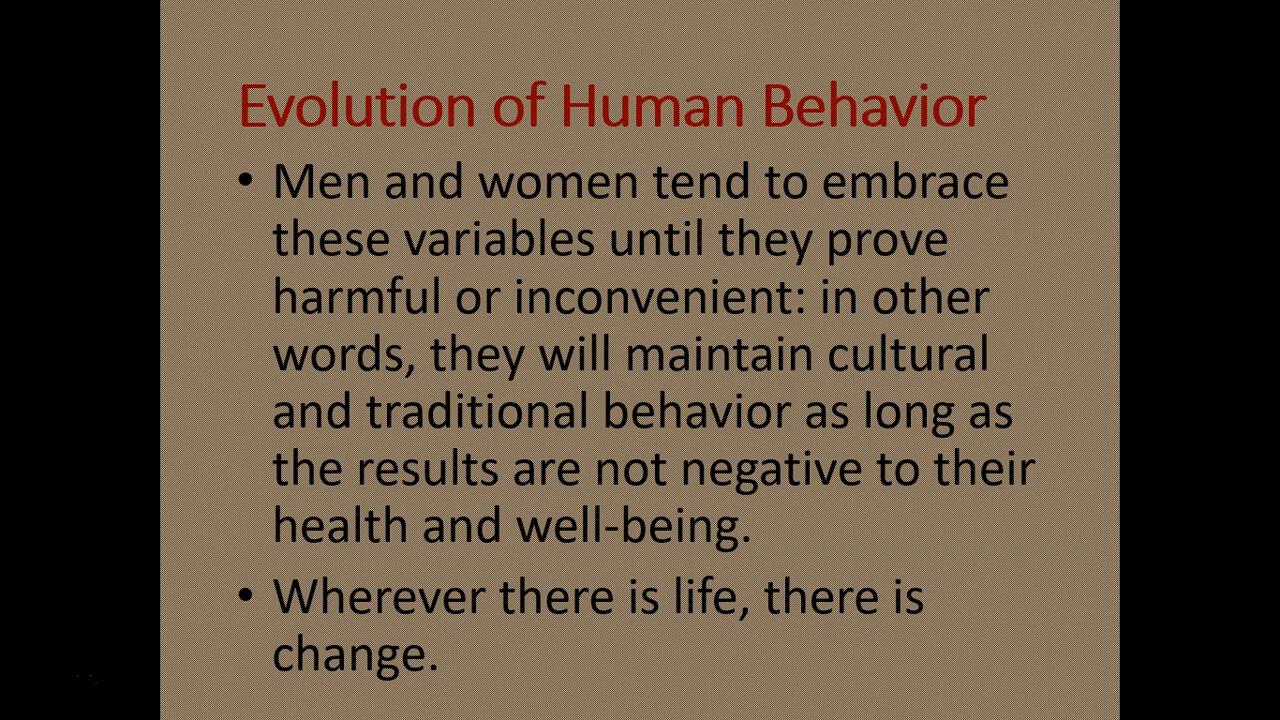 Evolution of Human Behavior
• Men and women tend to embrace
these variables until they prove
harmful or inconvenient: in other
words, they will maintain cultural
and traditional behavior as long as
the results are not negative to their
health and well-being.
• Wherever there is life, there is
change.